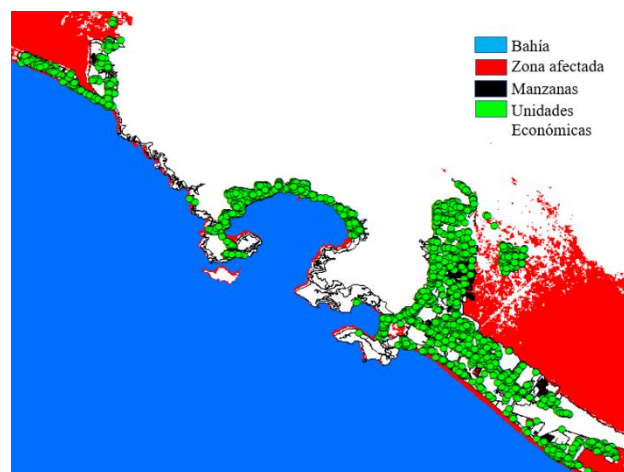 Bahía
Zona afectada
Manzanas
Unidades
Económicas